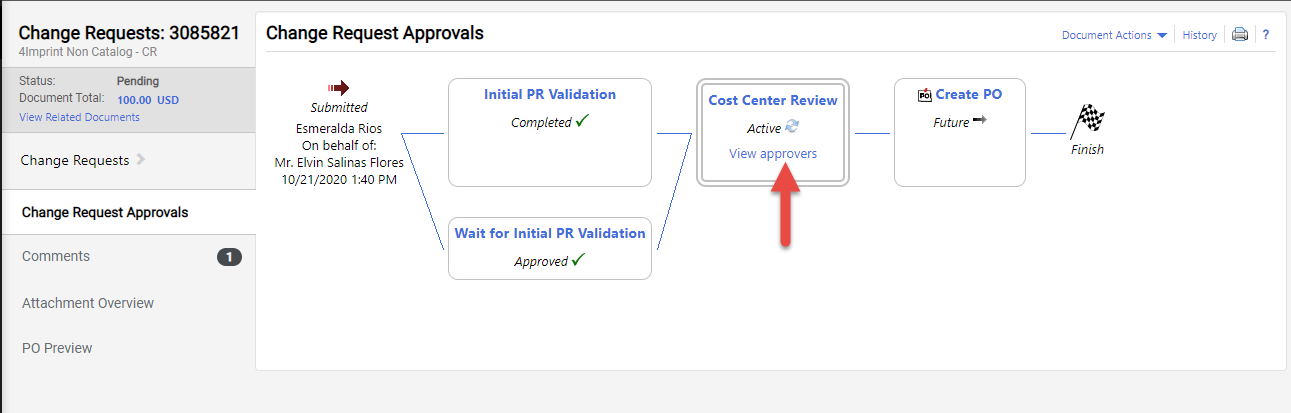 Change Requests: 3085821
4Imprint Non Catalog - CR
Status: Pending
Document Total: 100.00 USD
View Related Documents
Change Requests
Change Request Approvals
Comments 1
Attachment Overview
PO Preview
Change Request Approvals
Document Actions
History
?
Submitted
Esmeralda Rios
On behalf of:
Mr. Elvin Salinas Flores
10/21/2020 1:40 PM
Initial PR Validation
Completed
Wait for Initial PR Validation
Approved
Cost Center Review
Active
View approvers
PO Create PO
Future
Finish